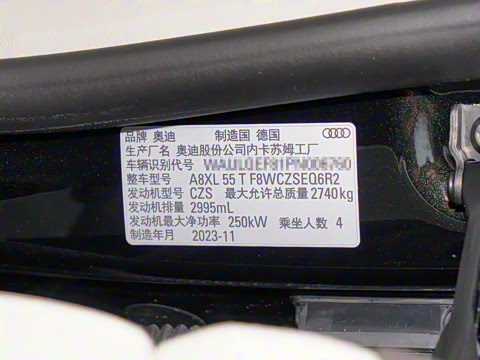 品牌 奥迪 制造国 德国
生产厂名 奥迪股份公司内卡苏姆工厂
车辆识别代号
整车型号 A8XL 55 T F8WCZSEQ6R2
发动机型号 CZS 最大允许总质量 2740kg
发动机排量 2995mL
发动机最大净功率 250kW 乘坐人数 4
制造年月 2023-11